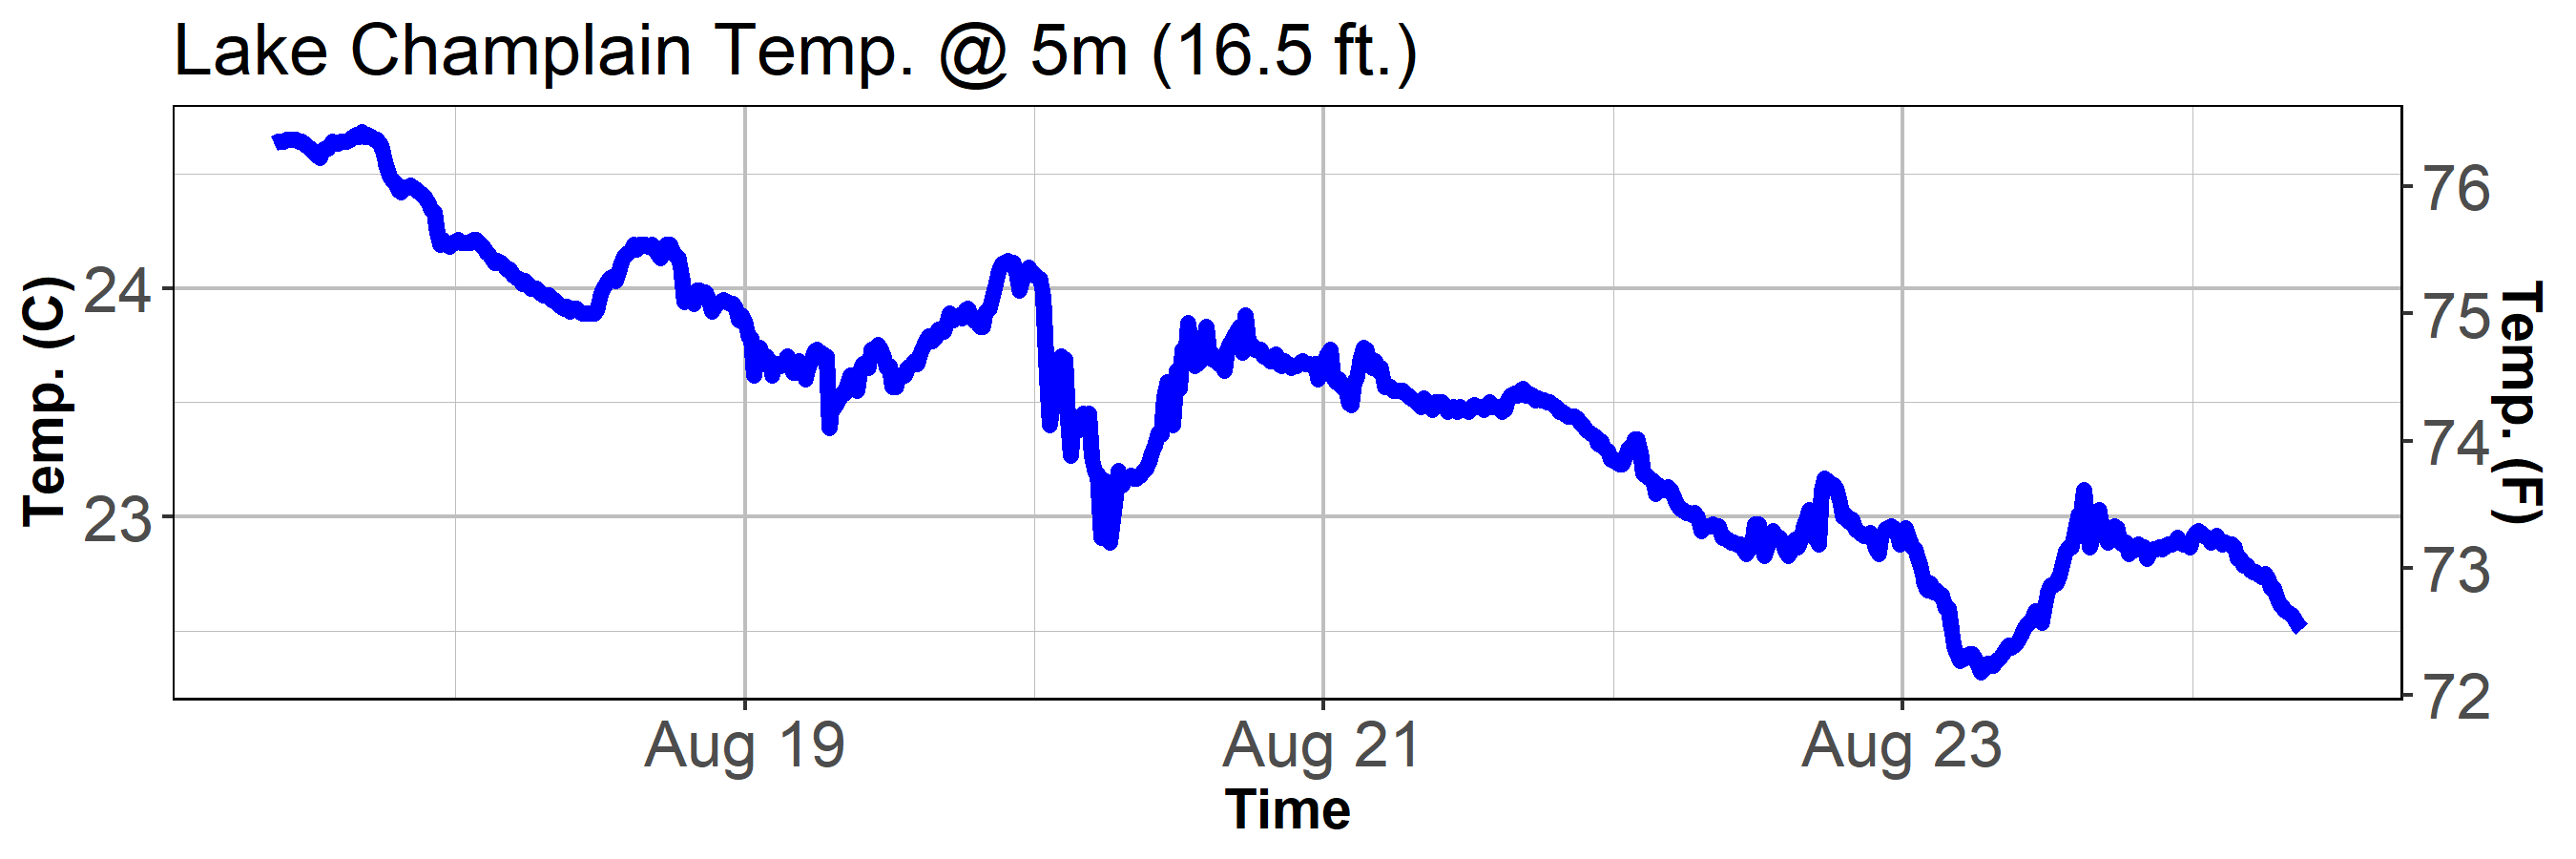 Lake Champlain Temp. @ 5m (16.5 ft.)
Temp. (C)
24
23
76
75
74
73
72
Temp. (F)
Aug 19 Aug 21 Aug 23
Time